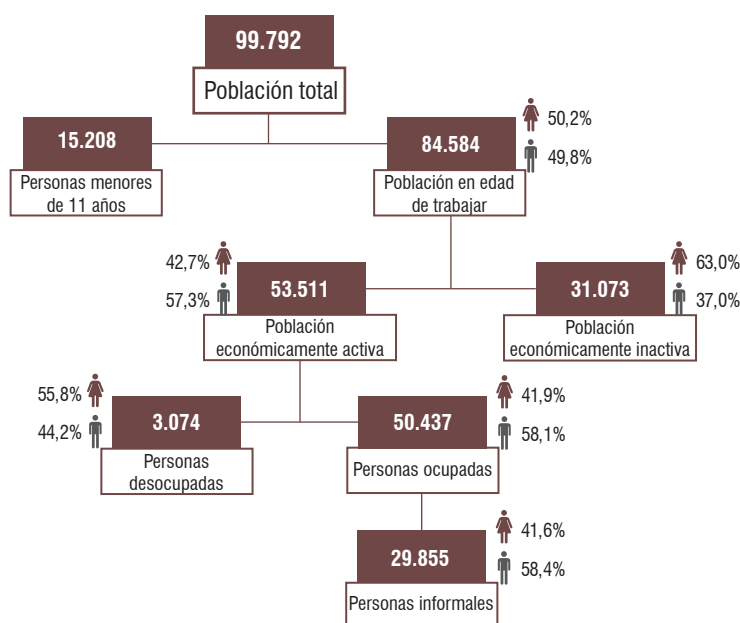 99.792
Población total
15.208
Personas menores
de 11 años
84.584
Población en edad
de trabajar
50,2%
49,8%
42,7%
57,3%
53.511
Población
económicamente activa
31.073
Población
económicamente inactiva
63,0%
37,0%
55,8%
44,2%
3.074
Personas
desocupadas
50.437
Personas ocupadas
41,9%
58,1%
29.855
Personas informales
41,6%
58,4%